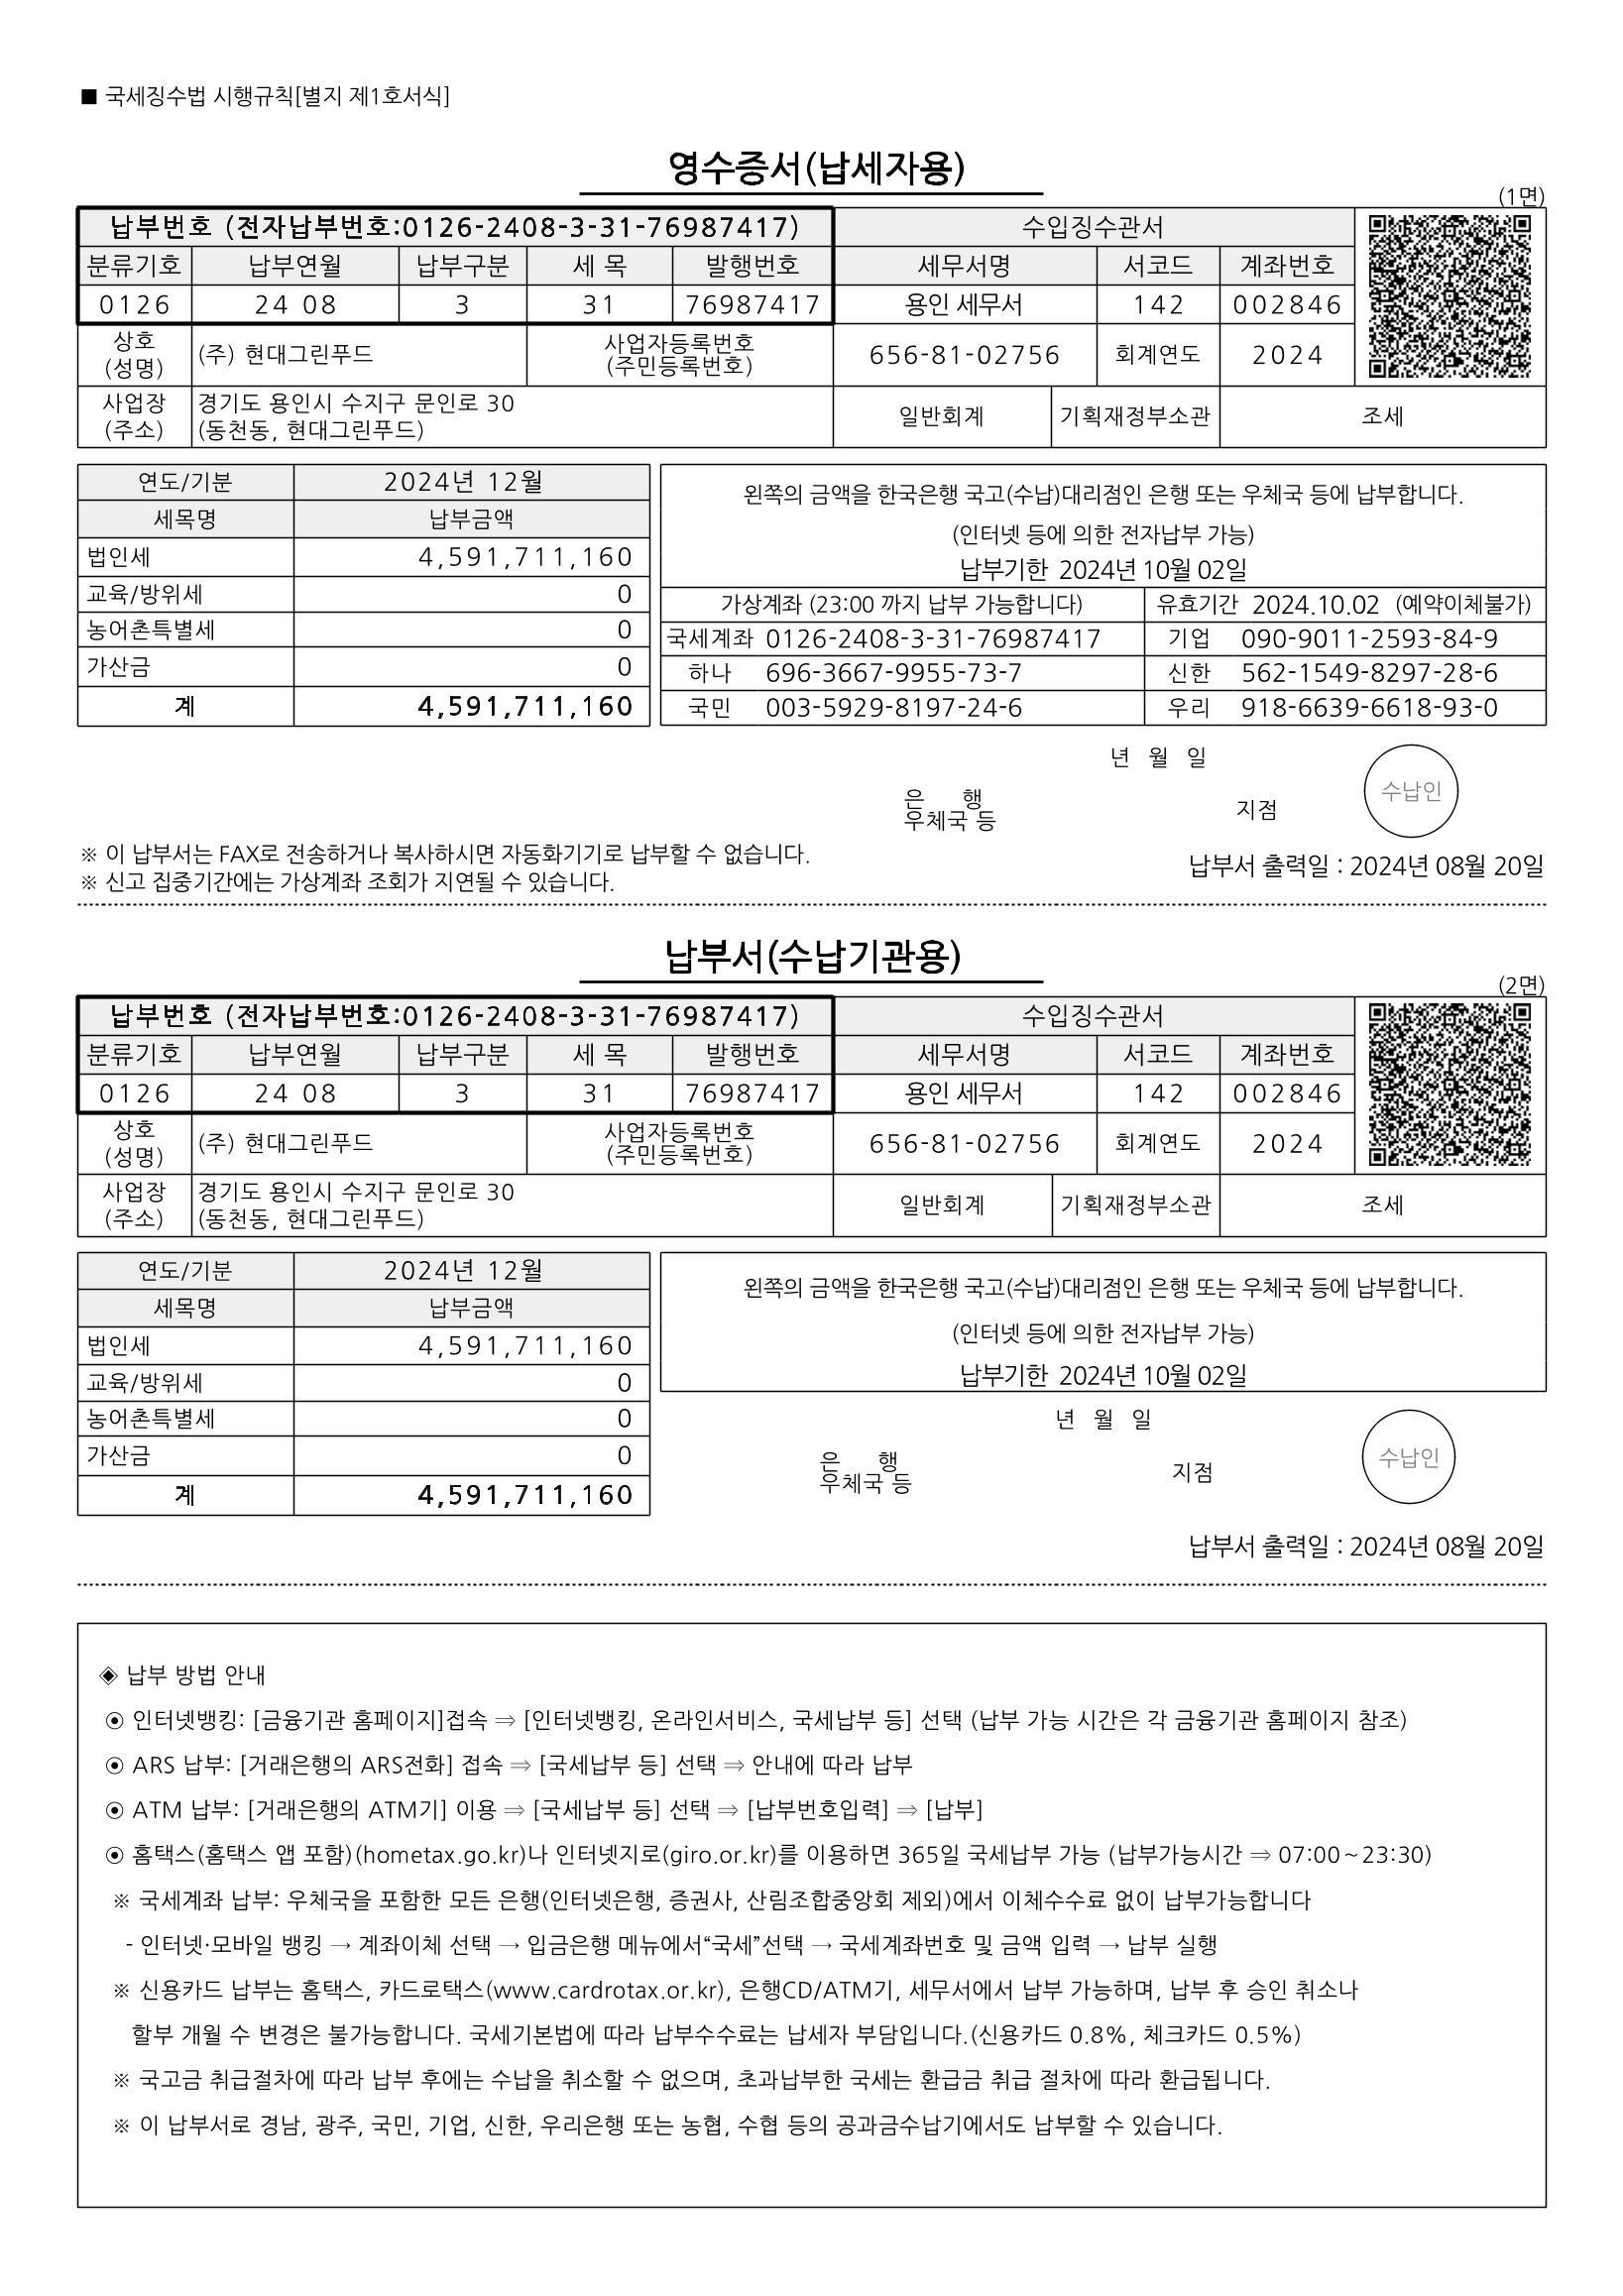 ■ 국세징수법 시행규칙[별지 제1호서식]
영수증서(납세자용)
(1면)
납부번호 (전자납부번호:0126-2408-3-31-76987417) 수입징수관서
분류기호 납부연월 납부구분 세 목 발행번호 세무서명 서코드 계좌번호
0126 24 08 3 31 76987417 용인 세무서 142 002846
상호 (성명) (주) 현대그린푸드 사업자등록번호 (주민등록번호) 656-81-02756 회계연도 2024
사업장 (주소) 경기도 용인시 수지구 문인로 30
(동천동, 현대그린푸드) 일반회계 기획재정부소관 조세
연도/기분 2024년 12월
세목명 납부금액
법인세 4,591,711,160
교육/방위세 0
농어촌특별세 0
가산금 0
계 4,591,711,160
왼쪽의 금액을 한국은행 국고(수납)대리점인 은행 또는 우체국 등에 납부합니다.
(인터넷 등에 의한 전자납부 가능)
납부기한 2024년 10월 02일
가상계좌 (23:00 까지 납부 가능합니다) 유효기간 2024.10.02 (예약이체불가)
국세계좌 0126-2408-3-31-76987417 기업 090-9011-2593-84-9
하나 696-3667-9955-73-7 신한 562-1549-8297-28-6
국민 003-5929-8197-24-6 우리 918-6639-6618-93-0
년 월 일
은 행
우체국 등 지점 수납인
※ 이 납부서는 FAX로 전송하거나 복사하시면 자동화기기로 납부할 수 없습니다.
※ 신고 집중기간에는 가상계좌 조회가 지연될 수 있습니다.
납부서 출력일 : 2024년 08월 20일
납부서(수납기관용)
(2면)
납부번호 (전자납부번호:0126-2408-3-31-76987417) 수입징수관서
분류기호 납부연월 납부구분 세 목 발행번호 세무서명 서코드 계좌번호
0126 24 08 3 31 76987417 용인 세무서 142 002846
상호 (성명) (주) 현대그린푸드 사업자등록번호 (주민등록번호) 656-81-02756 회계연도 2024
사업장 (주소) 경기도 용인시 수지구 문인로 30
(동천동, 현대그린푸드) 일반회계 기획재정부소관 조세
연도/기분 2024년 12월
세목명 납부금액
법인세 4,591,711,160
교육/방위세 0
농어촌특별세 0
가산금 0
계 4,591,711,160
왼쪽의 금액을 한국은행 국고(수납)대리점인 은행 또는 우체국 등에 납부합니다.
(인터넷 등에 의한 전자납부 가능)
납부기한 2024년 10월 02일
년 월 일
은 행
우체국 등 지점 수납인
납부서 출력일 : 2024년 08월 20일
◈ 납부 방법 안내
⊙ 인터넷뱅킹: [금융기관 홈페이지]접속 ⇒ [인터넷뱅킹, 온라인서비스, 국세납부 등] 선택 (납부 가능 시간은 각 금융기관 홈페이지 참조)
⊙ ARS 납부: [거래은행의 ARS전화] 접속 ⇒ [국세납부 등] 선택 ⇒ 안내에 따라 납부
⊙ ATM 납부: [거래은행의 ATM기] 이용 ⇒ [국세납부 등] 선택 ⇒ [납부번호입력] ⇒ [납부]
⊙ 홈택스(홈택스 앱 포함)(hometax.go.kr)나 인터넷지로(giro.or.kr)를 이용하면 365일 국세납부 가능 (납부가능시간 ⇒ 07:00~23:30)
※ 국세계좌 납부: 우체국을 포함한 모든 은행(인터넷은행, 증권사, 산림조합중앙회 제외)에서 이체수수료 없이 납부가능합니다
- 인터넷·모바일 뱅킹 → 계좌이체 선택 → 입금은행 메뉴에서“국세”선택 → 국세계좌번호 및 금액 입력 → 납부 실행
※ 신용카드 납부는 홈택스, 카드로택스(www.cardrotax.or.kr), 은행CD/ATM기, 세무서에서 납부 가능하며, 납부 후 승인 취소나
할부 개월 수 변경은 불가능합니다. 국세기본법에 따라 납부수수료는 납세자 부담입니다.(신용카드 0.8%, 체크카드 0.5%)
※ 국고금 취급절차에 따라 납부 후에는 수납을 취소할 수 없으며, 초과납부한 국세는 환급금 취급 절차에 따라 환급됩니다.
※ 이 납부서로 경남, 광주, 국민, 기업, 신한, 우리은행 또는 농협, 수협 등의 공과금수납기에서도 납부할 수 있습니다.